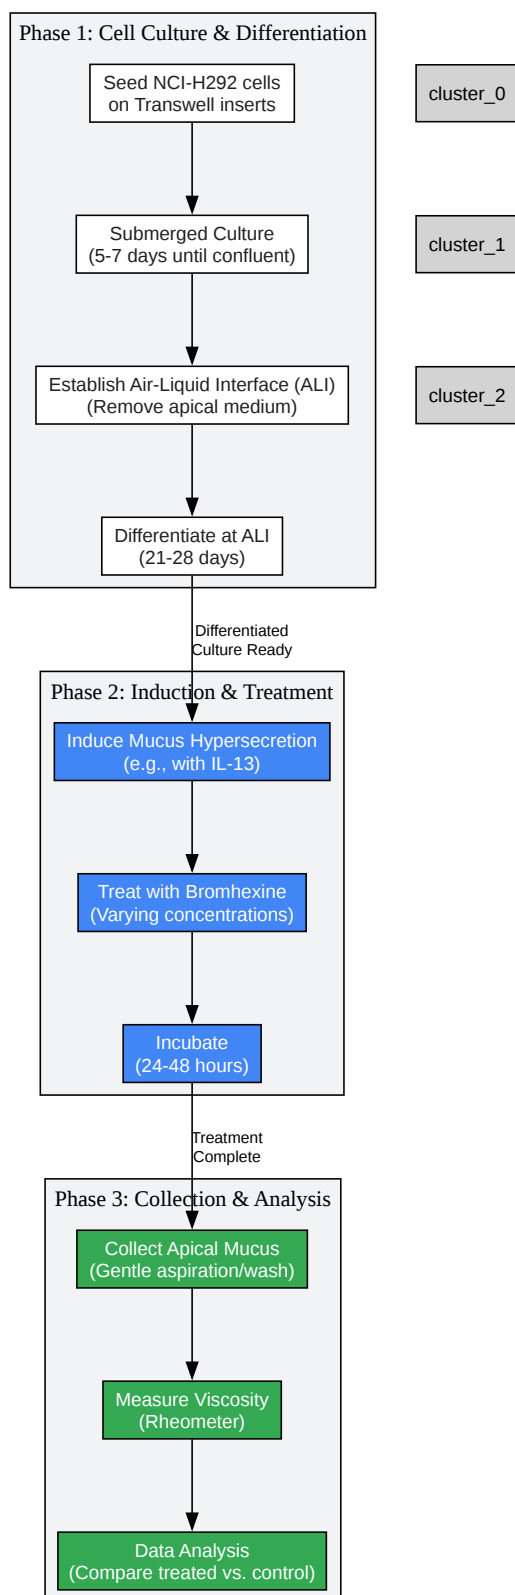 Phase 1: Cell Culture & Differentiation
Seed NCI-H292 cells
on Transwell inserts
cluster_0
Submerged Culture
(5-7 days until confluent)
cluster_1
Establish Air-Liquid Interface (ALI)
(Remove apical medium)
cluster_2
Differentiate at ALI
(21-28 days)
Differentiated
Culture Ready
Phase 2: Induction & Treatment
Induce Mucus Hypersecretion
(e.g., with IL-13)
Treat with Bromhexine
(Varying concentrations)
Incubate
(24-48 hours)
Treatment
Complete
Phase 3: Collection & Analysis
Collect Apical Mucus
(Gentle aspiration/wash)
Measure Viscosity
(Rheometer)
Data Analysis
(Compare treated vs. control)